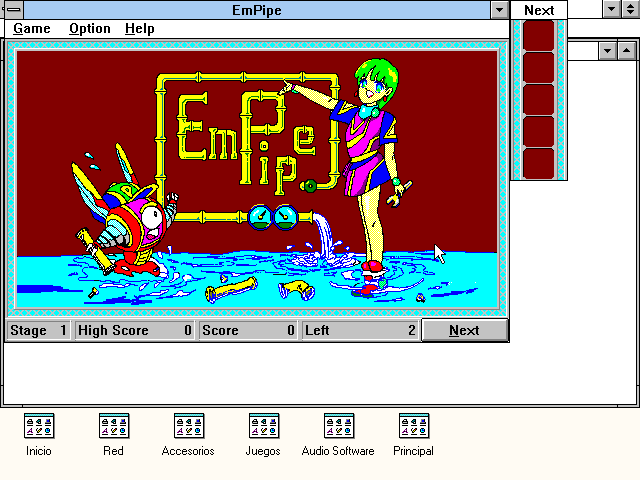 EmPipe
Next
Game Option Help
EmPipe
Stage 1 High Score 0 Score 0 Left 2 Next
Inicio Red Accesorios Juegos Audio Software Principal